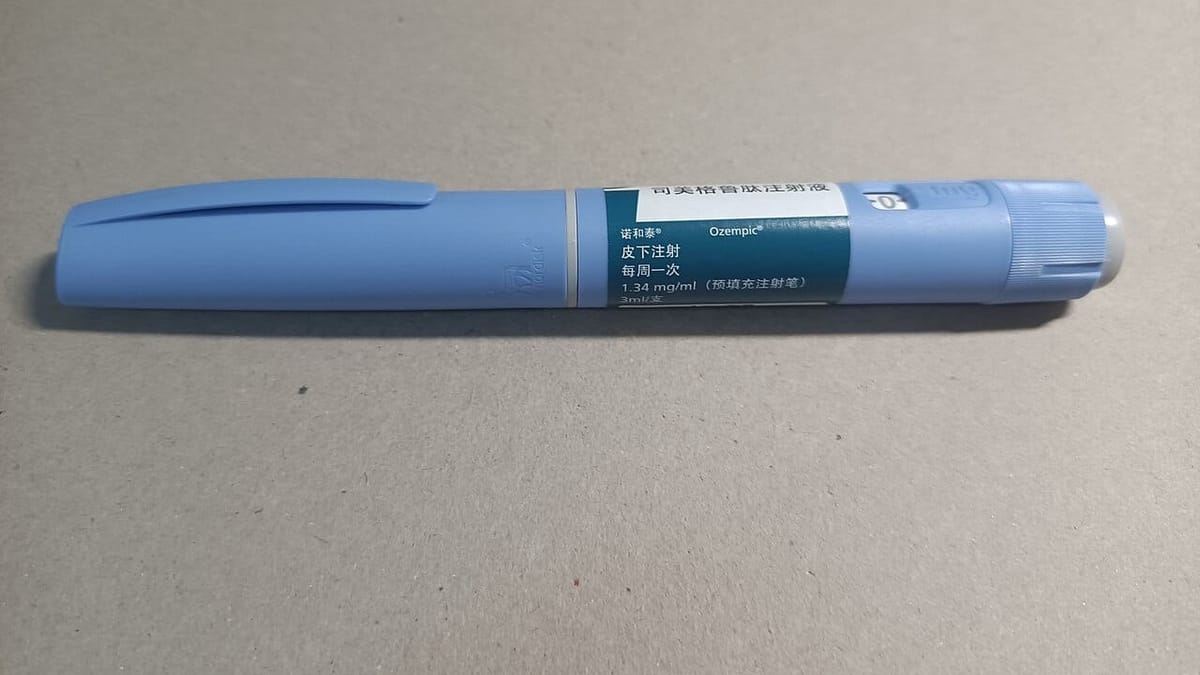 司美格鲁肽注射液
诺和泰® Ozempic®
皮下注射
每周一次
1.34 mg/ml（预填充注射笔）
3ml/支
0